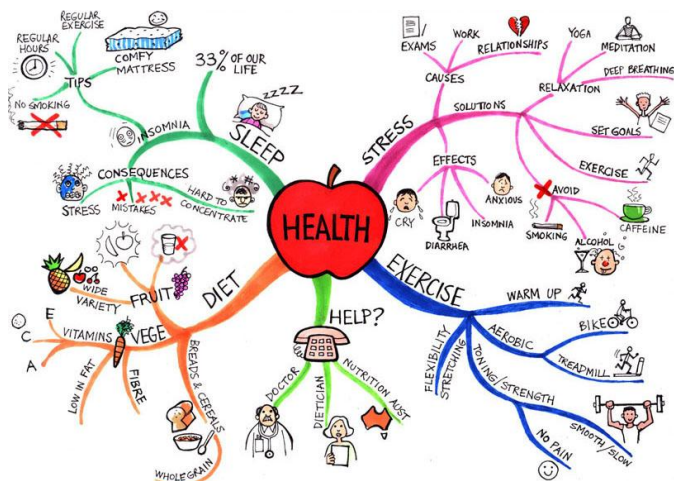 HEALTH
SLEEP
33% OF OUR
LIFE
ZZZZ
INSOMNIA
TIPS
REGULAR
HOURS
REGULAR
EXERCISE
COMFY
MATTRESS
NO SMOKING
CONSEQUENCES
STRESS
MISTAKES
HARD TO
CONCENTRATE
STRESS
CAUSES
EXAMS
WORK
RELATIONSHIPS
SOLUTIONS
RELAXATION
YOGA
MEDITATION
DEEP BREATHING
SET GOALS
EXERCISE
AVOID
SMOKING
ALCOHOL
CAFFEINE
EFFECTS
CRY
DIARRHEA
INSOMNIA
ANXIOUS
DIET
FRUIT
WIDE
VARIETY
VEGE
VITAMINS
E
C
A
LOW IN FAT
FIBRE
BREADS & CEREALS
WHOLEGRAIN
HELP?
DOCTOR
DIETICIAN
NUTRITION AUST
EXERCISE
WARM UP
AEROBIC
BIKE
TREADMILL
TONING/STRENGTH
SMOOTH/SLOW
NO PAIN
FLEXIBILITY
STRETCHING